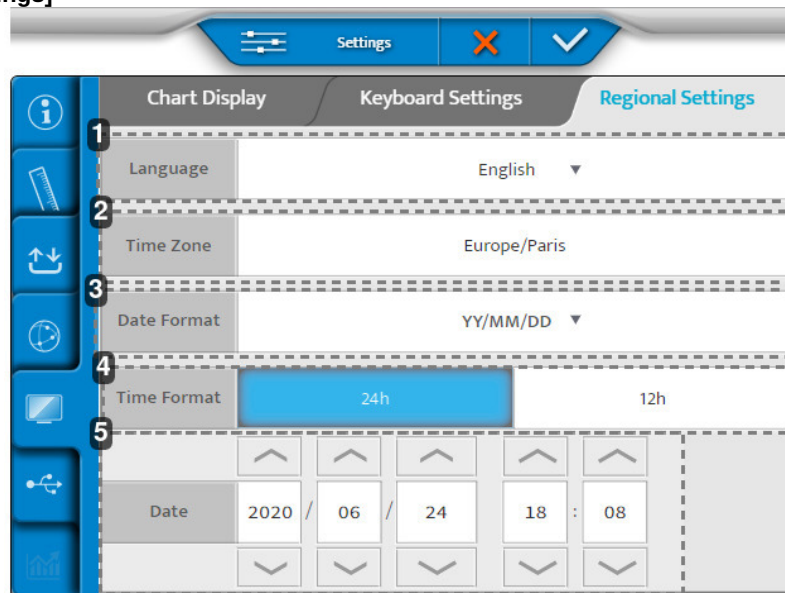 ngs]
Settings
Chart Display Keyboard Settings Regional Settings
1
Language English
2
Time Zone Europe/Paris
3
Date Format YY/MM/DD
4
Time Format 24h 12h
5
Date 2020 / 06 / 24 18 : 08